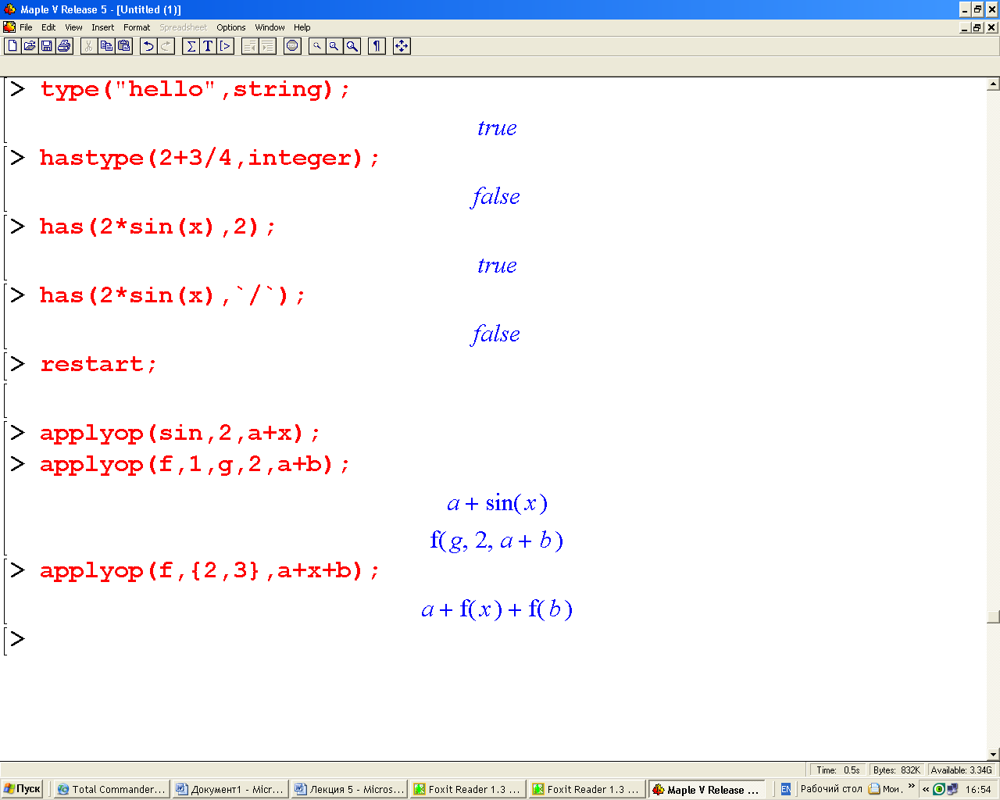 Maple V Release 5 - [Untitled (1)]
File Edit View Insert Format Spreadsheet Options Window Help
> type("hello",string);
true
> hastype(2+3/4,integer);
false
> has(2*sin(x),2);
true
> has(2*sin(x),`/`);
false
> restart;
> applyop(sin,2,a+x);
> applyop(f,1,g,2,a+b);
a + sin(x)
f(g, 2, a + b)
> applyop(f,{2,3},a+x+b);
a + f(x) + f(b)
>
Time: 0.5s Bytes: 832K Available: 3.34G
Пуск Total Commander... Документ1 - Micr... Лекция 5 - Micros... Foxit Reader 1.3 ... Foxit Reader 1.3 ... Maple V Release ... EN Рабочий стол Мои. » « 16:54